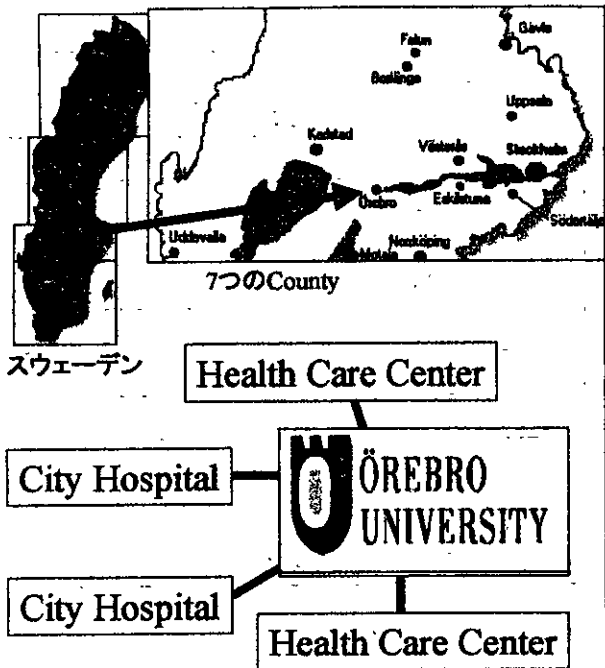 Gävle
Falun
Borlänge
Uppsala
Karlstad
Västerås
Stockholm
Örebro
Eskilstuna
Södertälje
Uddevalla
Motala
Norrköping
7つのCounty
スウェーデン
Health Care Center
City Hospital
ÖREBRO
UNIVERSITY
City Hospital
Health Care Center